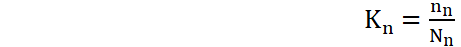 Kₙ = nₙ/Nₙ